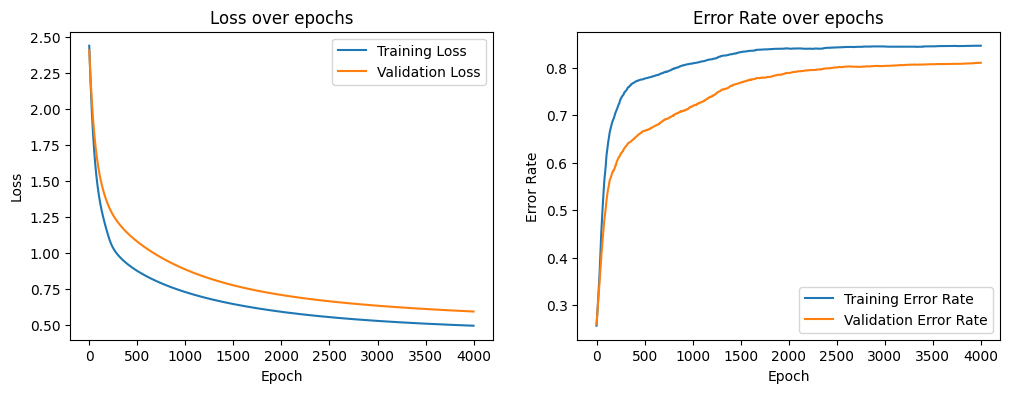 Loss over epochs
2.50
2.25
2.00
1.75
1.50
1.25
1.00
0.75
0.50
Loss
Training Loss
Validation Loss
0 500 1000 1500 2000 2500 3000 3500 4000
Epoch
Error Rate over epochs
0.8
0.7
0.6
0.5
0.4
0.3
Error Rate
Training Error Rate
Validation Error Rate
0 500 1000 1500 2000 2500 3000 3500 4000
Epoch